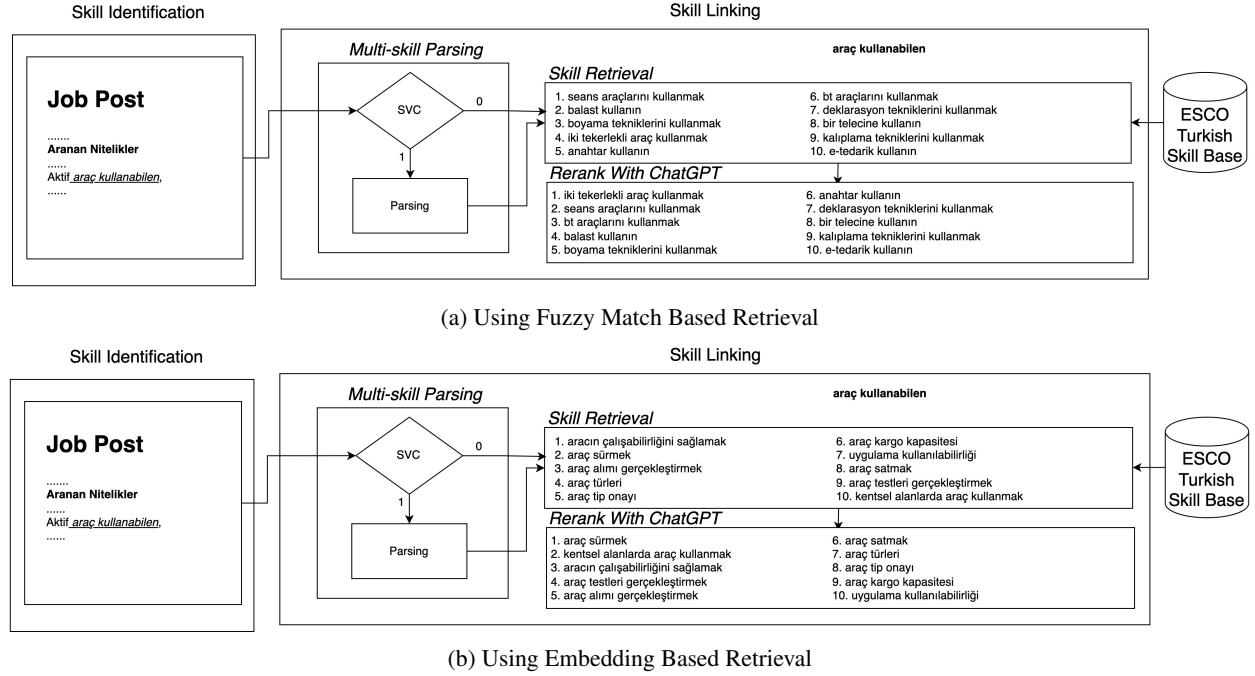 Skill Identification
Skill Linking
Job Post
.......
Aranan Nitelikler
......
Aktif araç kullanabilen,
......
Multi-skill Parsing
SVC
0
1
Parsing
araç kullanabilen
Skill Retrieval
1. seans araçlarını kullanmak
2. balast kullanın
3. boyama tekniklerini kullanmak
4. iki tekerlekli araç kullanmak
5. anahtar kullanın
6. bt araçlarını kullanmak
7. deklarasyon tekniklerini kullanmak
8. bir telecine kullanın
9. kalıplama tekniklerini kullanmak
10. e-tedarik kullanın
Rerank With ChatGPT
1. iki tekerlekli araç kullanmak
2. seans araçlarını kullanmak
3. bt araçlarını kullanmak
4. balast kullanın
5. boyama tekniklerini kullanmak
6. anahtar kullanın
7. deklarasyon tekniklerini kullanmak
8. bir telecine kullanın
9. kalıplama tekniklerini kullanmak
10. e-tedarik kullanın
ESCO
Turkish
Skill Base
(a) Using Fuzzy Match Based Retrieval
Skill Identification
Skill Linking
Job Post
.......
Aranan Nitelikler
......
Aktif araç kullanabilen,
......
Multi-skill Parsing
SVC
0
1
Parsing
araç kullanabilen
Skill Retrieval
1. aracın çalışabilirliğini sağlamak
2. araç sürmek
3. araç alımı gerçekleştirmek
4. araç türleri
5. araç tip onayı
6. araç kargo kapasitesi
7. uygulama kullanılabilirliği
8. araç satmak
9. araç testleri gerçekleştirmek
10. kentsel alanlarda araç kullanmak
Rerank With ChatGPT
1. araç sürmek
2. kentsel alanlarda araç kullanmak
3. aracın çalışabilirliğini sağlamak
4. araç testleri gerçekleştirmek
5. araç alımı gerçekleştirmek
6. araç satmak
7. araç türleri
8. araç tip onayı
9. araç kargo kapasitesi
10. uygulama kullanılabilirliği
ESCO
Turkish
Skill Base
(b) Using Embedding Based Retrieval